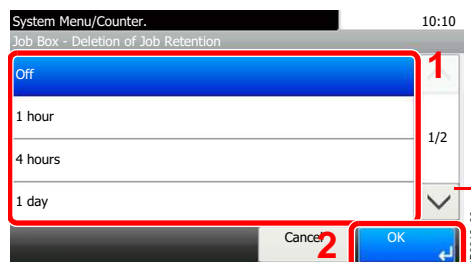 System Menu/Counter. 10:10
Job Box - Deletion of Job Retention
Off
1 hour
4 hours
1 day
1
1/2
Cancel
2
OK